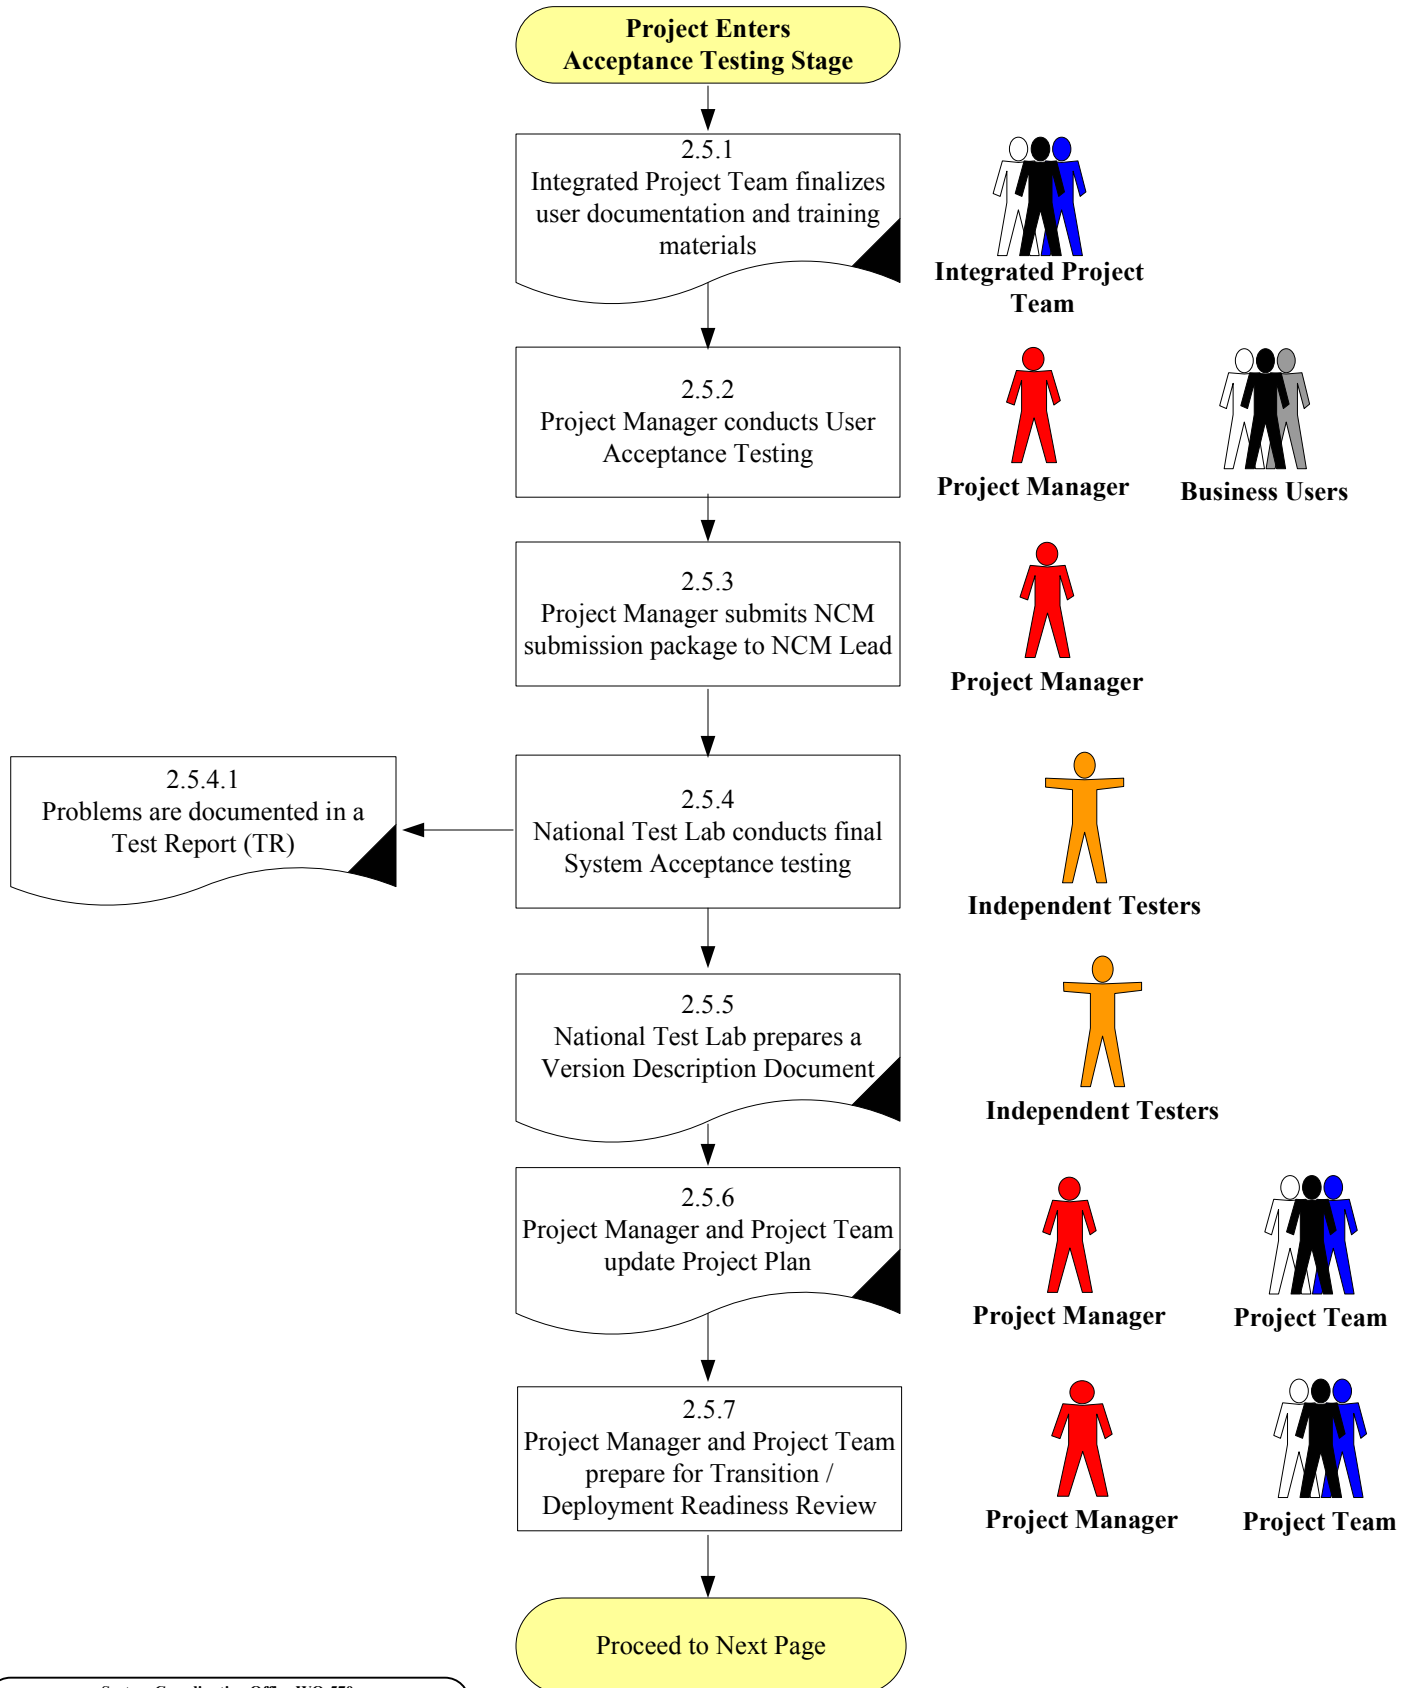 Project Enters
Acceptance Testing Stage
2.5.1
Integrated Project Team finalizes
user documentation and training
materials
Integrated Project
Team
2.5.2
Project Manager conducts User
Acceptance Testing
Project Manager
Business Users
2.5.3
Project Manager submits NCM
submission package to NCM Lead
Project Manager
2.5.4.1
Problems are documented in a
Test Report (TR)
2.5.4
National Test Lab conducts final
System Acceptance testing
Independent Testers
2.5.5
National Test Lab prepares a
Version Description Document
Independent Testers
2.5.6
Project Manager and Project Team
update Project Plan
Project Manager
Project Team
2.5.7
Project Manager and Project Team
prepare for Transition /
Deployment Readiness Review
Project Manager
Project Team
Proceed to Next Page